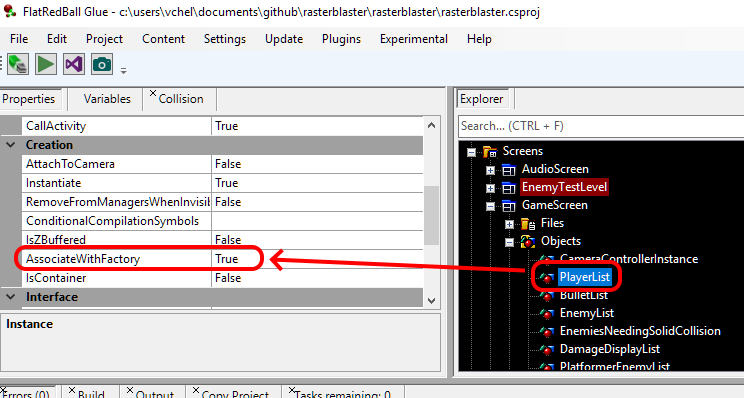 FlatRedBall Glue - c:\users\vchel\documents\github\rasterblaster\rasterblaster\rasterblaster.csproj
File Edit Project Content Settings Update Plugins Experimental Help
Properties Variables Collision
CallActivity True
Creation
AttachToCamera False
Instantiate True
RemoveFromManagersWhenInvisib False
ConditionalCompilationSymbols
IsZBuffered False
AssociateWithFactory True
IsContainer False
Interface
Instance
Explorer
Search... (CTRL + F)
Screens
AudioScreen
EnemyTestLevel
GameScreen
Files
Objects
CameraControllerInstance
PlayerList
BulletList
EnemyList
EnemiesNeedingSolidCollision
DamageDisplayList
PlatformerEnemyList
Errors (0) Build Output Copy Project Tasks remaining: 0